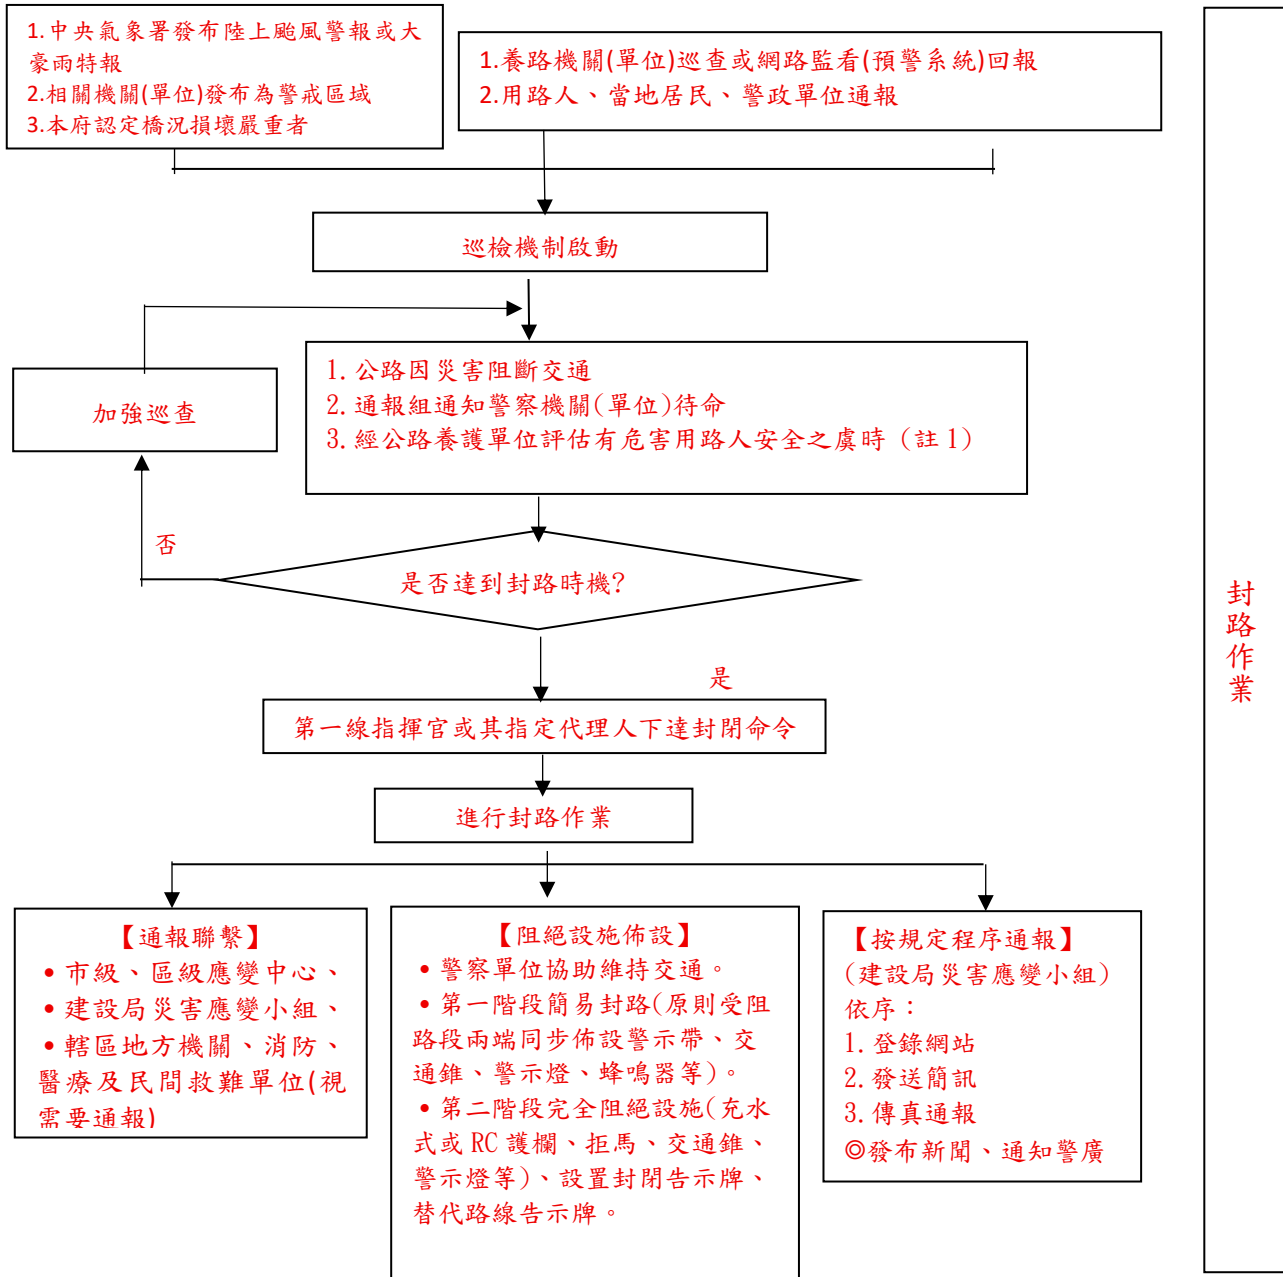 1.中央氣象署發布陸上颱風警報或大
豪雨特報
2.相關機關(單位)發布為警戒區域
3.本府認定橋況損壞嚴重者
1.養路機關(單位)巡查或網路監看(預警系統)回報
2.用路人、當地居民、警政單位通報
巡檢機制啟動
加強巡查
1.公路因災害阻斷交通
2.通報組通知警察機關(單位)待命
3.經公路養護單位評估有危害用路人安全之虞時（註1）
否
是否達到封路時機?
是
第一線指揮官或其指定代理人下達封閉命令
進行封路作業
【通報聯繫】
•市級、區級應變中心、
•建設局災害應變小組、
•轄區地方機關、消防、
醫療及民間救難單位(視
需要通報)
【阻絕設施佈設】
•警察單位協助維持交通。
•第一階段簡易封路(原則受阻
路段兩端同步佈設警示帶、交
通錐、警示燈、蜂鳴器等)。
•第二階段完全阻絕設施(充水
式或RC護欄、拒馬、交通錐、
警示燈等)、設置封閉告示牌、
替代路線告示牌。
【按規定程序通報】
(建設局災害應變小組)
依序：
1.登錄網站
2.發送簡訊
3.傳真通報
◎發布新聞、通知警廣
封路作業